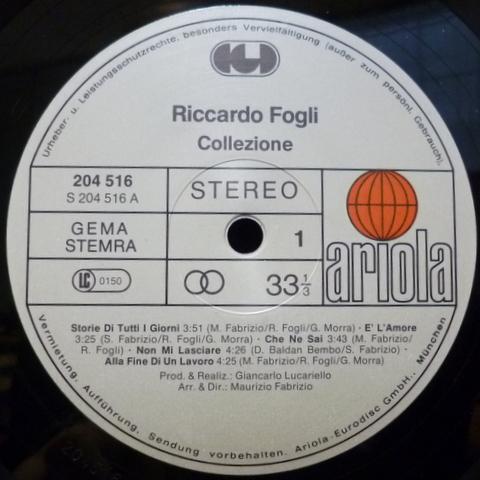 Urheber- u. Leistungsschutzrechte, besonders Vervielfältigung (außer zum persönl. Gebrauch),
Riccardo Fogli
Collezione
204 516
S 204 516 A
STEREO
GEMA
STEMRA
1
LC 0150
33 1/3
ariola
Storie Di Tutti I Giorni 3:51 (M. Fabrizio/R. Fogli/G. Morra) · E' L'Amore
3:25 (S. Fabrizio/R. Fogli/G. Morra) · Che Ne Sai 3:43 (M. Fabrizio/
R. Fogli) · Non Mi Lasciare 4:26 (D. Baldan Bembo/S. Fabrizio) ·
Alla Fine Di Un Lavoro 4:25 (M. Fabrizio/R. Fogli/G. Morra)
Prod. & Realiz.: Giancarlo Lucariello
Arr. & Dir.: Maurizio Fabrizio
Vermietung, Aufführung, Sendung vorbehalten. Ariola-Eurodisc GmbH., München